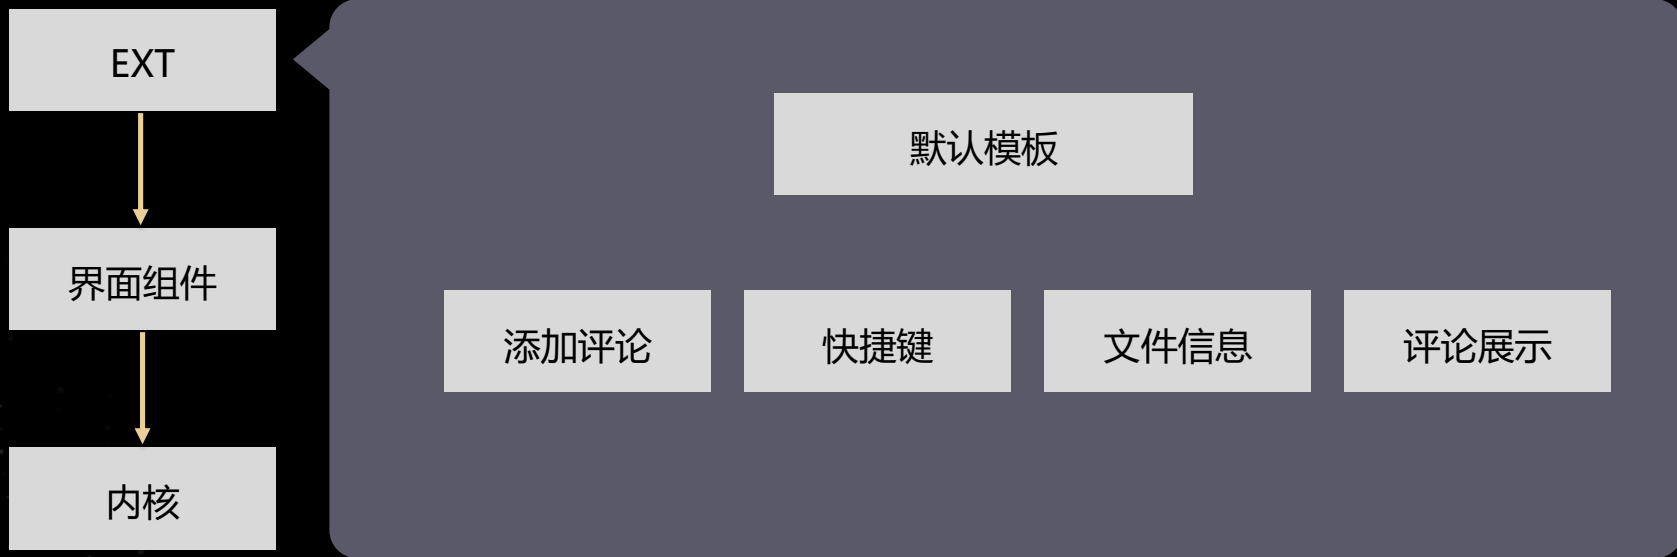 EXT
默认模板
界面组件
添加评论
快捷键
文件信息
评论展示
内核